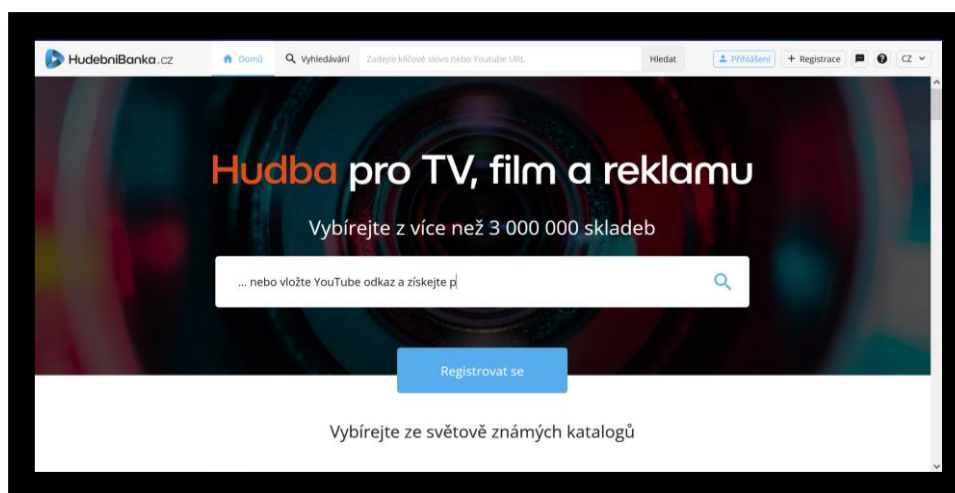 HudebniBanka.cz Domů Vyhledávání Zadejte klíčové slovo nebo Youtube URL Hledat Přihlášení + Registrace CZ
Hudba pro TV, film a reklamu
Vybírejte z více než 3 000 000 skladeb
... nebo vložte YouTube odkaz a získejte p
Registrovat se
Vybírejte ze světově známých katalogů